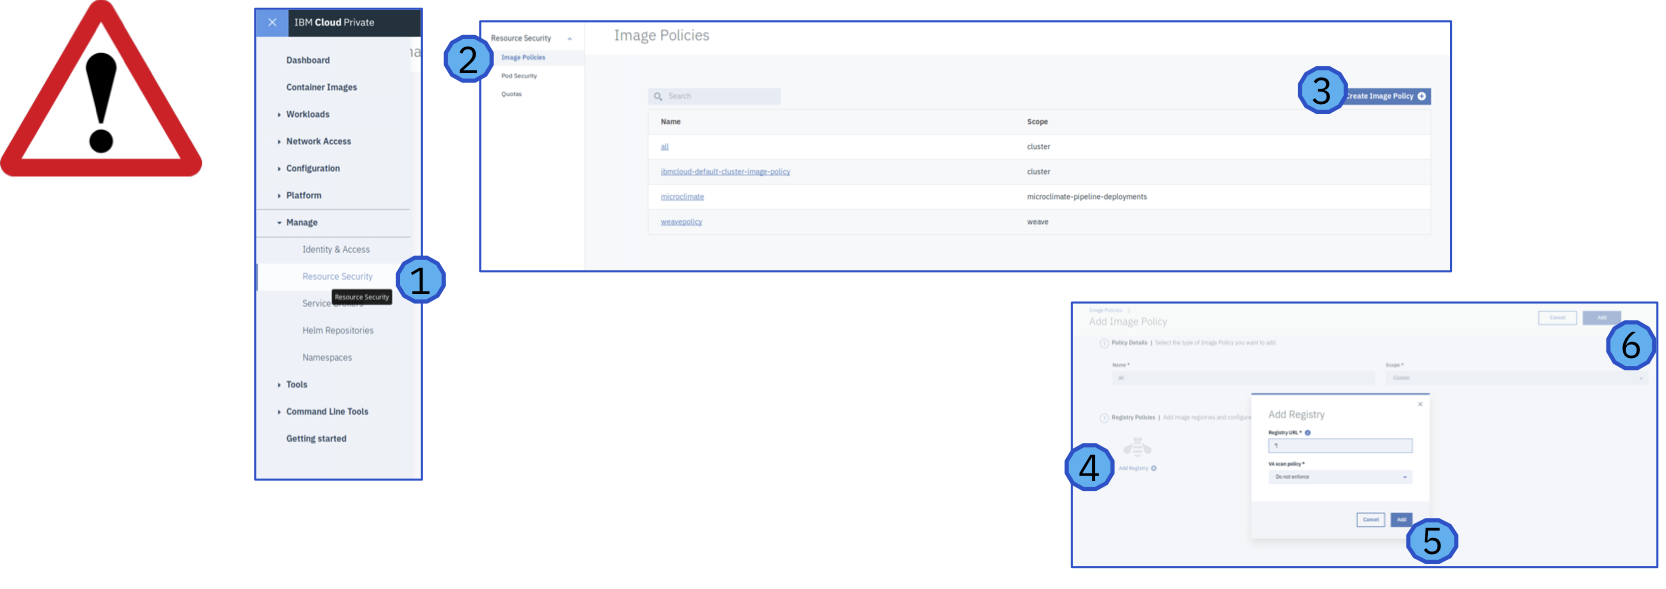 IBM Cloud Private
Dashboard
Container Images
Workloads
Network Access
Configuration
Platform
Manage
Identity & Access
Resource Security
Resource Security
Service Brokers
Helm Repositories
Namespaces
Tools
Command Line Tools
Getting started
1
Resource Security
Image Policies
Pod Security
Quotas
2
Image Policies
3
Search
Create Image Policy
Name Scope
all cluster
ibmcloud-default-cluster-image-policy cluster
microclimate microclimate-pipeline-deployments
weavepolicy weave
Image Policies
Add Image Policy
Cancel Add
6
Policy Details | Select the type of Image Policy you want to add
Name * Scope *
all Cluster
Registry Policies | Add image registries and configure
4
Add Registry
Add Registry
Registry URL *
*
VA scan policy *
Do not enforce
Cancel Add
5